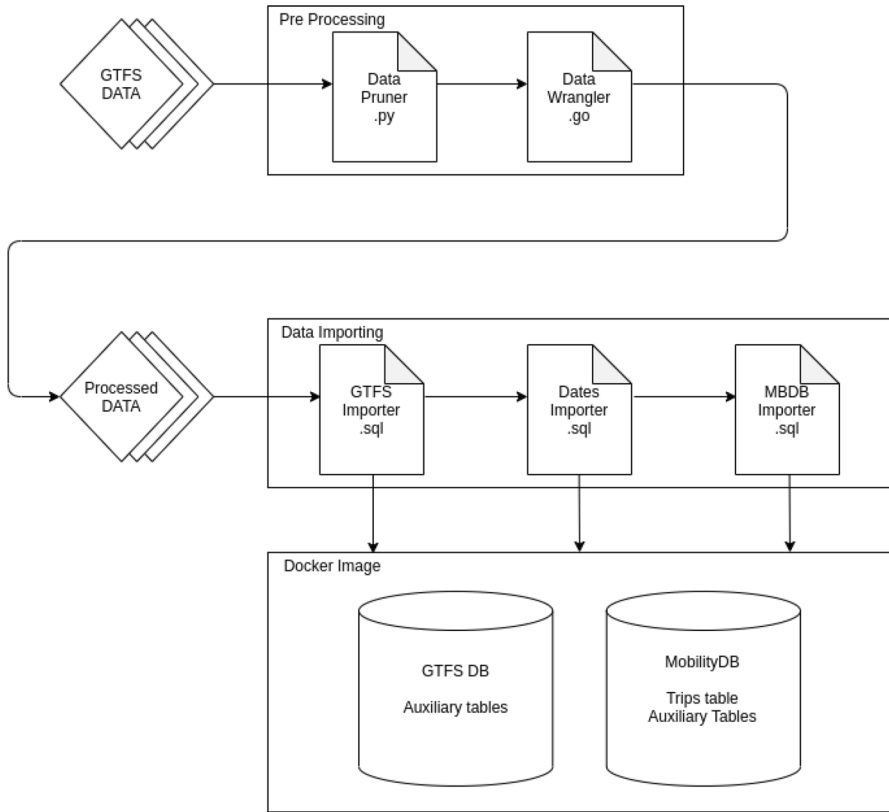 Pre Processing
GTFS
DATA
Data
Pruner
.py
Data
Wrangler
.go
Data Importing
Processed
DATA
GTFS
Importer
.sql
Dates
Importer
.sql
MBDB
Importer
.sql
Docker Image
GTFS DB
Auxiliary tables
MobilityDB
Trips table
Auxiliary Tables